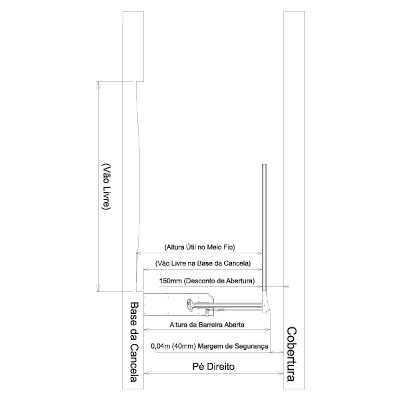 (Vão Livre)
(Altura Útil no Meio Fio)
(Vão Livre na Base da Cancela)
150mm (Desconto de Abertura)
Base da Cancela
Altura da Barreira Aberta
Cobertura
0,04m (40mm) Margem de Segurança
Pé Direito